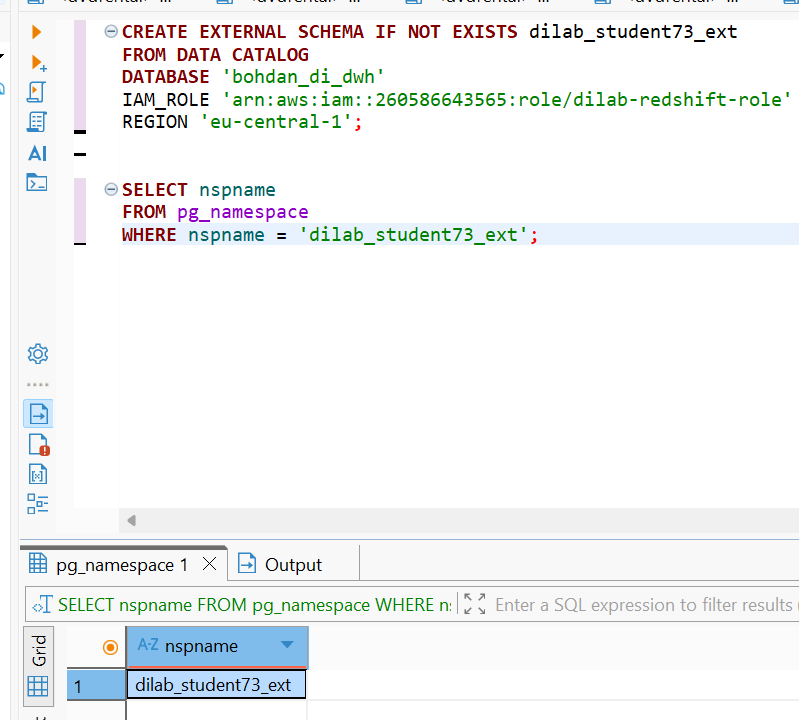 CREATE EXTERNAL SCHEMA IF NOT EXISTS dilab_student73_ext
FROM DATA CATALOG
DATABASE 'bohdan_di_dwh'
IAM_ROLE 'arn:aws:iam::260586643565:role/dilab-redshift-role'
REGION 'eu-central-1';
AI
SELECT nspname
FROM pg_namespace
WHERE nspname = 'dilab_student73_ext';
pg_namespace 1
Output
SELECT nspname FROM pg_namespace WHERE
Enter a SQL expression to filter results
Grid
A-Z nspname
1 dilab_student73_ext